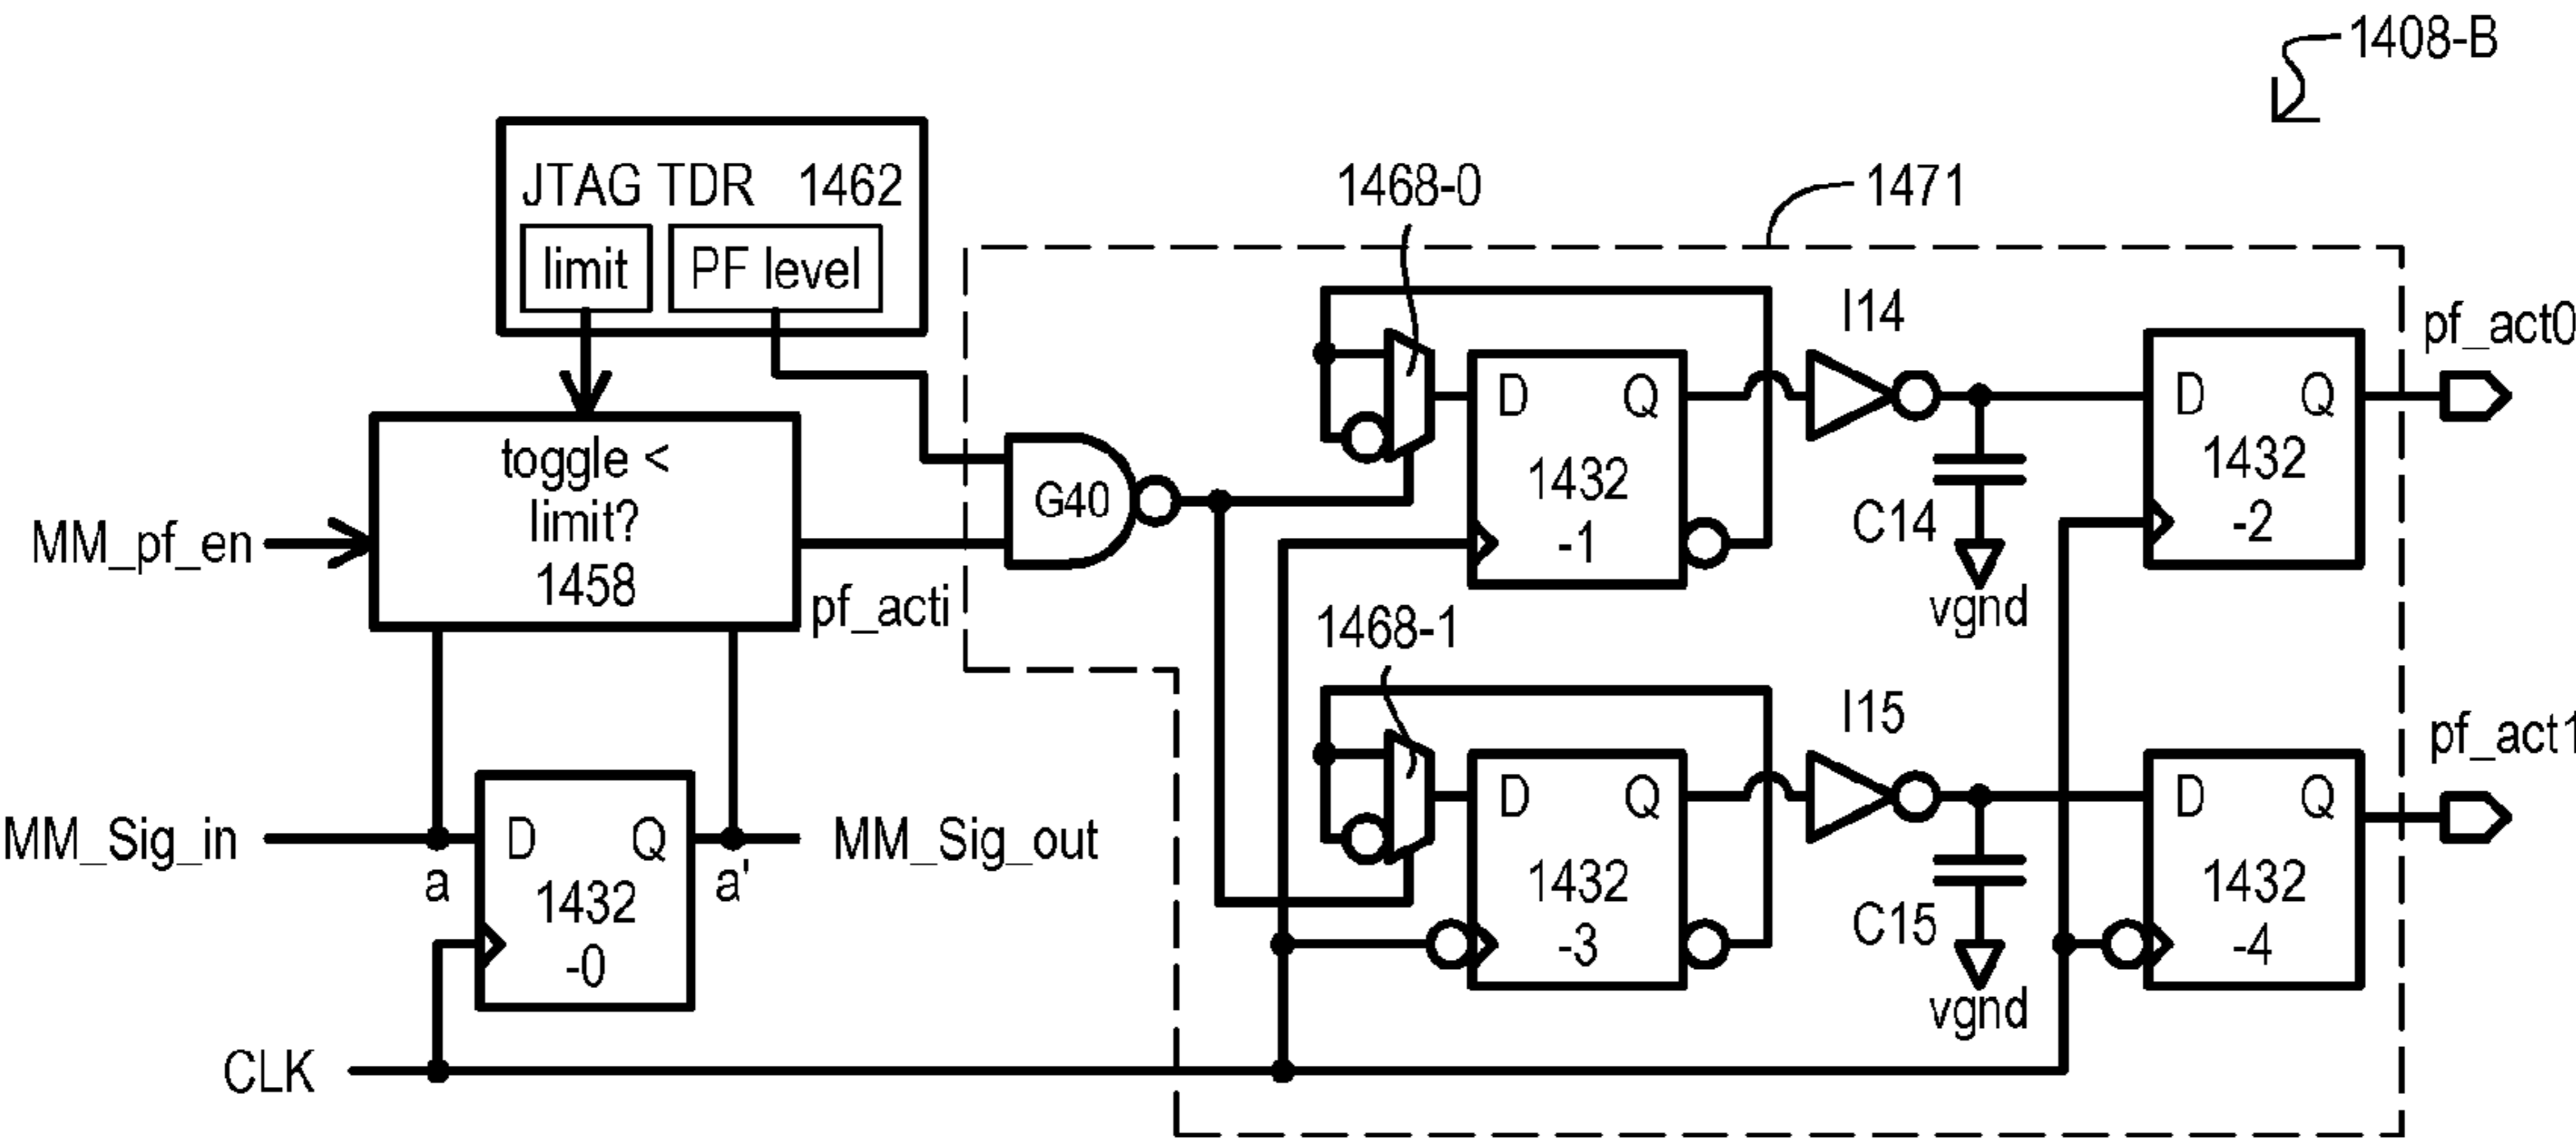 1408-B
JTAG TDR 1462
limit
PF level
1468-0
1471
I14
pf_act0
toggle <
limit?
1458
MM_pf_en
pf_acti
G40
D
Q
1432
-1
C14
vgnd
D
Q
1432
-2
1468-1
I15
pf_act1
MM_Sig_in
a
D
Q
1432
-0
a'
MM_Sig_out
D
Q
1432
-3
C15
vgnd
D
Q
1432
-4
CLK